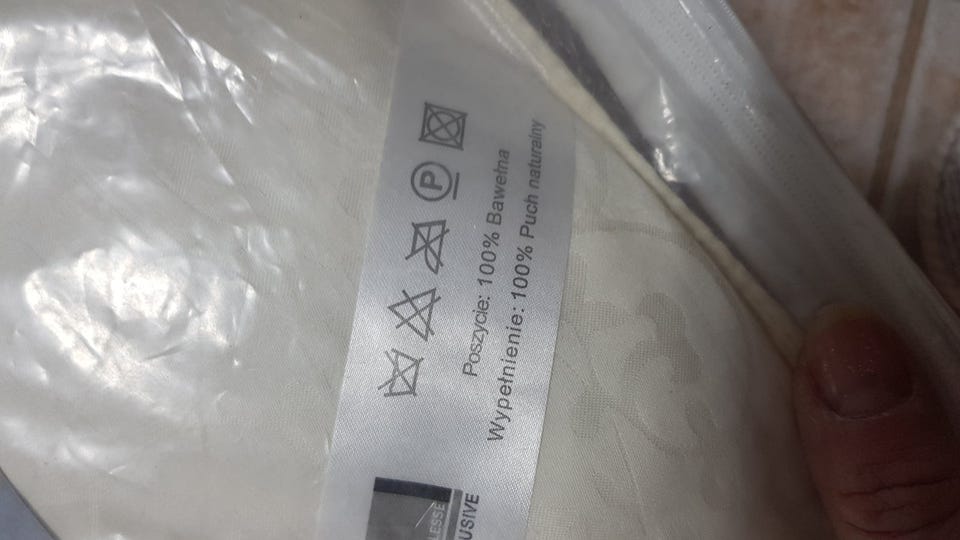 P
Poszycie: 100% Bawełna
Wypełnienie: 100% Puch naturalny